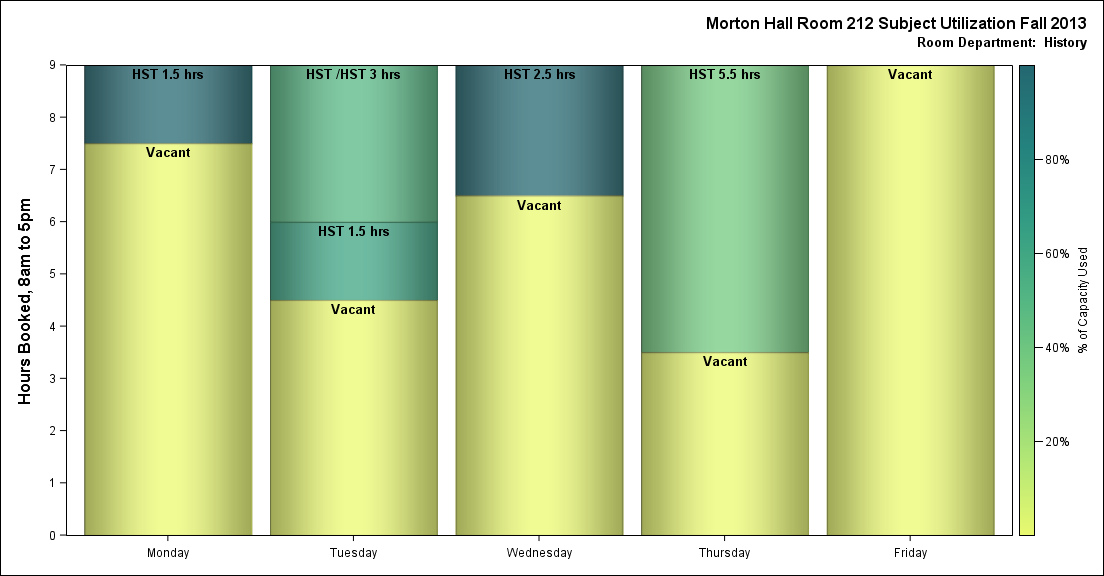 Morton Hall Room 212 Subject Utilization Fall 2013
Room Department:  History
Hours Booked, 8am to 5pm
9
8
7
6
5
4
3
2
1
0
HST 1.5 hrs
Vacant
HST /HST 3 hrs
HST 1.5 hrs
Vacant
HST 2.5 hrs
Vacant
HST 5.5 hrs
Vacant
Vacant
Monday
Tuesday
Wednesday
Thursday
Friday
80%
60%
40%
20%
% of Capacity Used